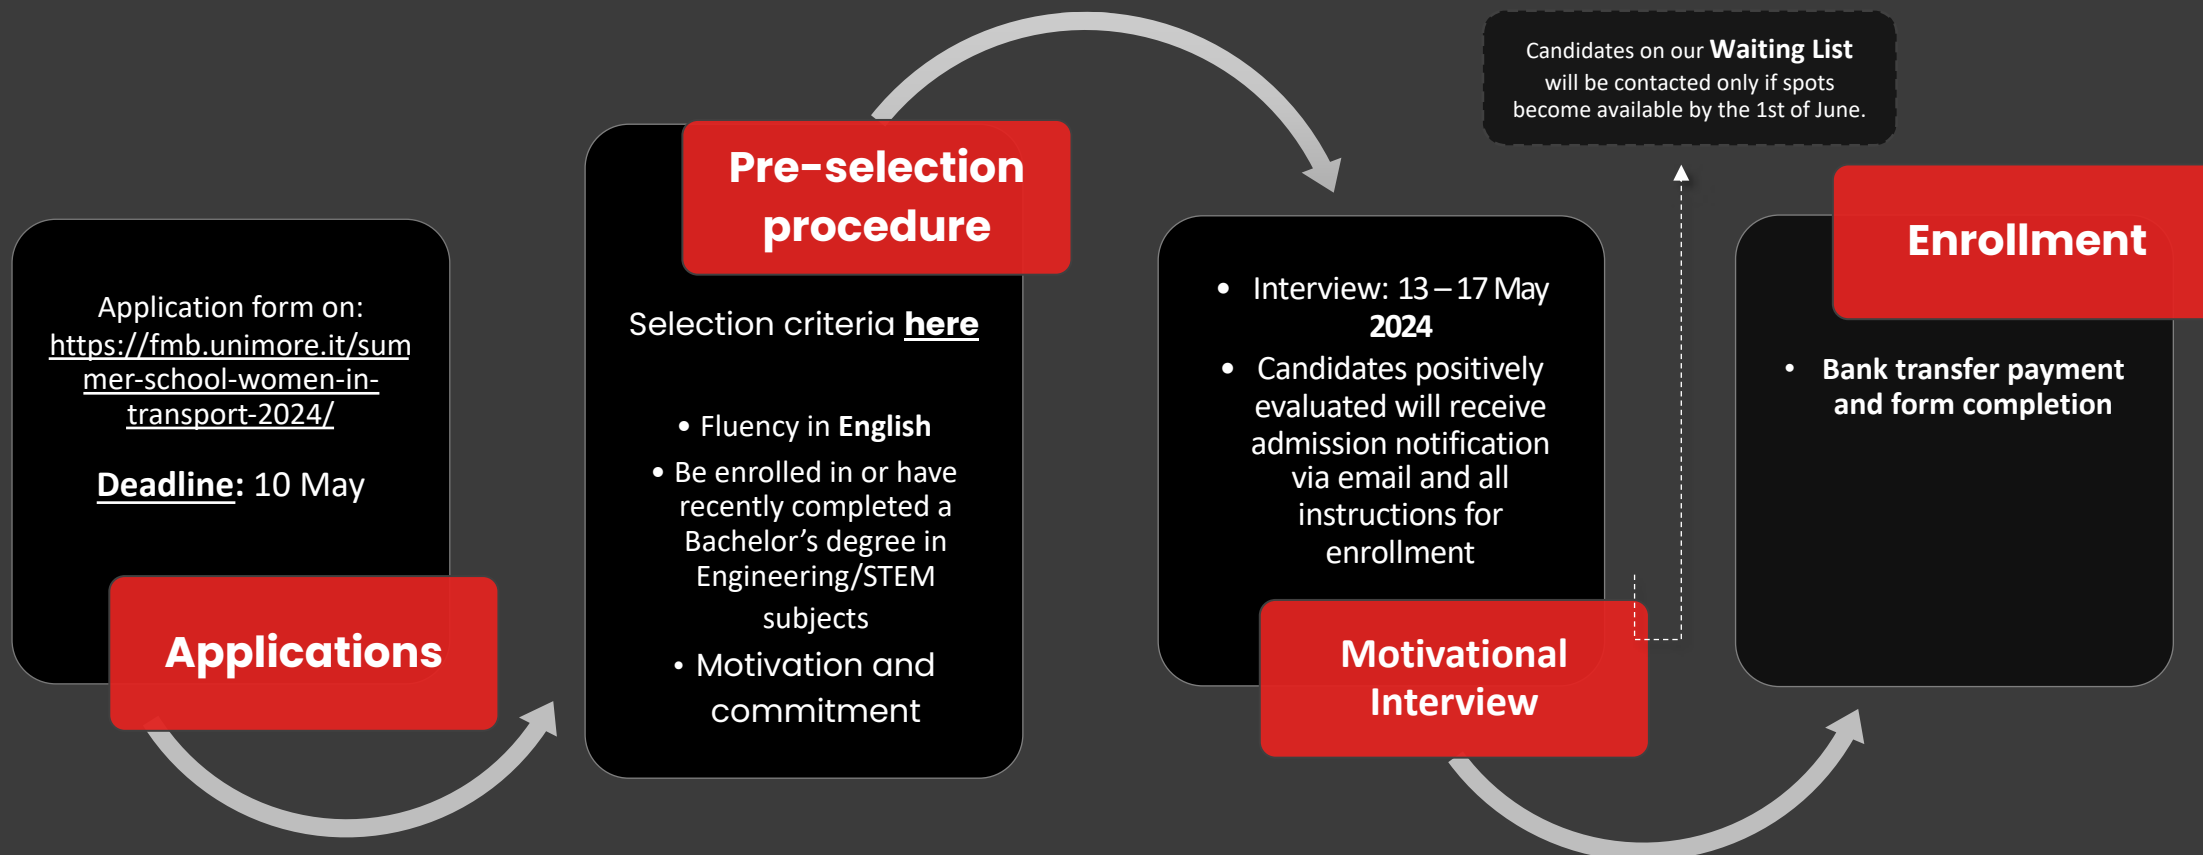 Application form on:
https://fmb.unimore.it/sum
mer-school-women-in-
transport-2024/
Deadline: 10 May
Applications
Pre-selection
procedure
Selection criteria here
• Fluency in English
• Be enrolled in or have
recently completed a
Bachelor’s degree in
Engineering/STEM
subjects
• Motivation and
commitment
• Interview: 13 – 17 May
2024
• Candidates positively
evaluated will receive
admission notification
via email and all
instructions for
enrollment
Motivational
Interview
Candidates on our Waiting List
will be contacted only if spots
become available by the 1st of June.
Enrollment
• Bank transfer payment
and form completion